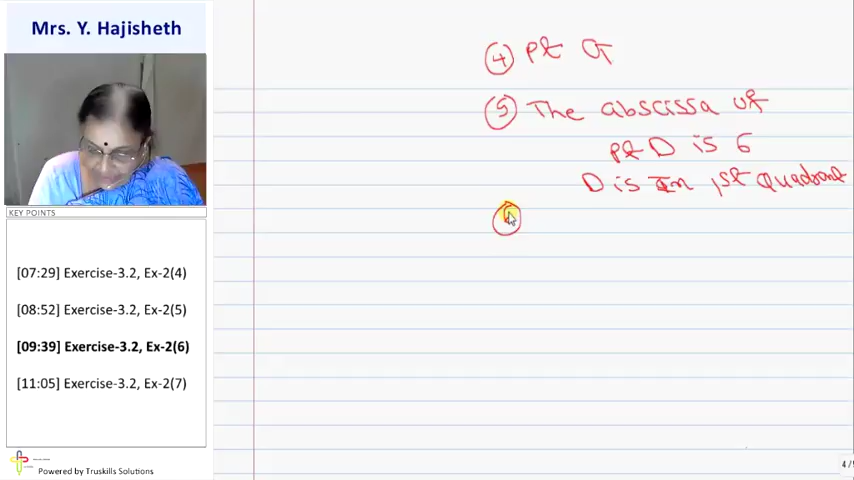 Mrs. Y. Hajisheth
KEY POINTS
[07:29] Exercise-3.2, Ex-2(4)
[08:52] Exercise-3.2, Ex-2(5)
[09:39] Exercise-3.2, Ex-2(6)
[11:05] Exercise-3.2, Ex-2(7)
Powered by Truskills Solutions
4 pt G
5 The abscissa of
pt D is 6
D is In 1st Quadrant
6
4/